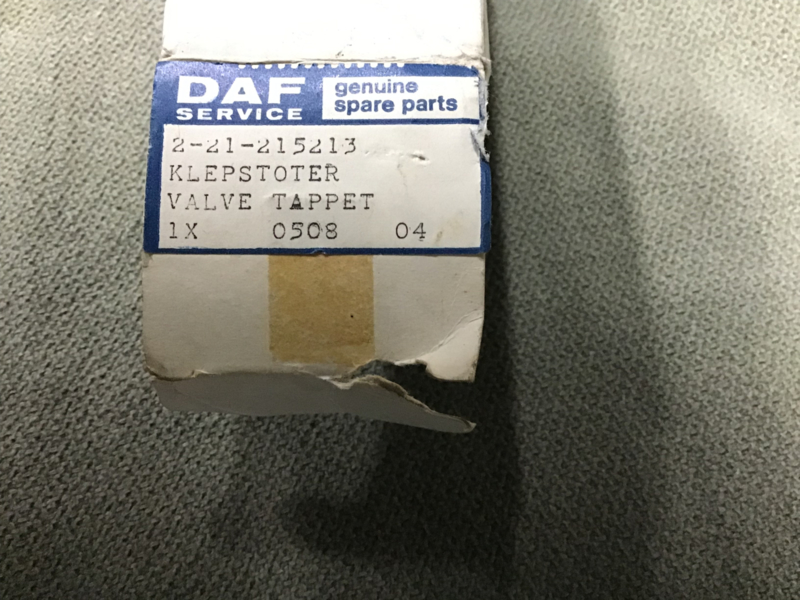 DAF
SERVICE
genuine
spare parts
2-21-215213
KLEPSTOTER
VALVE TAPPET
1X 0508 04